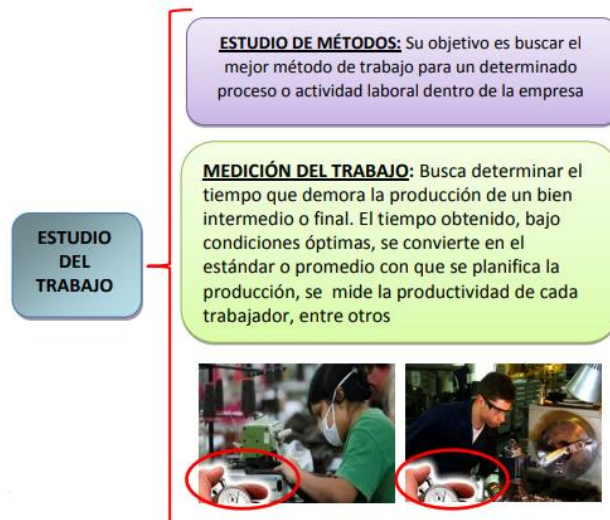 ESTUDIO DE MÉTODOS: Su objetivo es buscar el
mejor método de trabajo para un determinado
proceso o actividad laboral dentro de la empresa
MEDICIÓN DEL TRABAJO: Busca determinar el
tiempo que demora la producción de un bien
intermedio o final. El tiempo obtenido, bajo
condiciones óptimas, se convierte en el
estándar o promedio con que se planifica la
producción, se mide la productividad de cada
trabajador, entre otros
ESTUDIO
DEL
TRABAJO